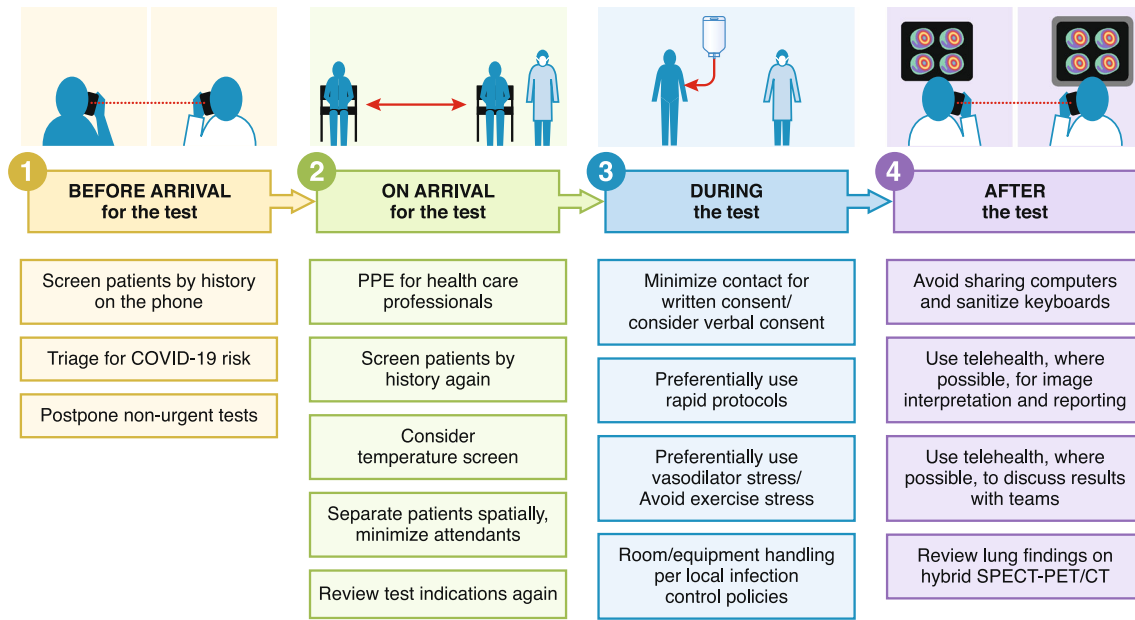 1
BEFORE ARRIVAL
for the test
Screen patients by history
on the phone
Triage for COVID-19 risk
Postpone non-urgent tests
2
ON ARRIVAL
for the test
PPE for health care
professionals
Screen patients by
history again
Consider
temperature screen
Separate patients spatially,
minimize attendants
Review test indications again
3
DURING
the test
Minimize contact for
written consent/
consider verbal consent
Preferentially use
rapid protocols
Preferentially use
vasodilator stress/
Avoid exercise stress
Room/equipment handling
per local infection
control policies
4
AFTER
the test
Avoid sharing computers
and sanitize keyboards
Use telehealth, where
possible, for image
interpretation and reporting
Use telehealth, where
possible, to discuss results
with teams
Review lung findings on
hybrid SPECT-PET/CT